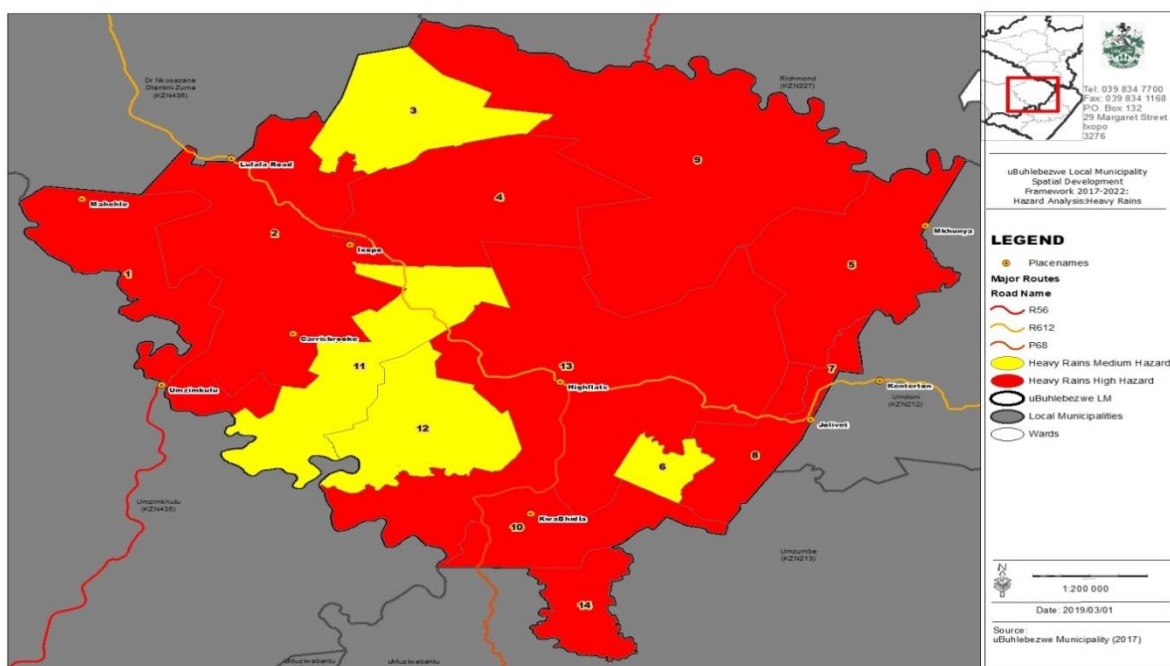 Dr Nkosazana
Dlamini Zuma
(KZN436)
Richmond
(KZN227)
3
9
Lufafa Road
4
Mahehle
2
Ixopo
Mkhunya
1
5
Carrisbrooke
11
13
7
Umzimkulu
Highflats
Kenterton
Umdoni
(KZN212)
12
Jolivet
6
8
Umzimkhulu
(KZN435)
KwaDhidla
10
Umzumbe
(KZN213)
14
uMuziwabantu
uMuziwabantu
Tel: 039 834 7700
Fax: 039 834 1168
P.O. Box 132
29 Margaret Street
Ixopo
3276
uBuhlebezwe Local Municipality
Spatial Development
Framework 2017-2022:
Hazard Analysis:Heavy Rains
LEGEND
Placenames
Major Routes
Road Name
R56
R612
P68
Heavy Rains Medium Hazard
Heavy Rains High Hazard
uBuhlebezwe LM
Local Municipalities
Wards
N
1:200 000
Date: 2019/03/01
Source:
uBuhlebezwe Municipality (2017)